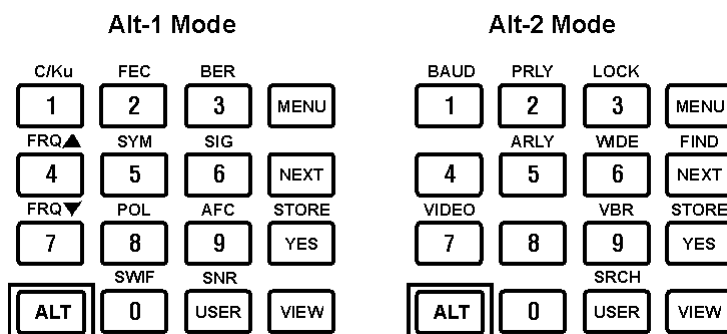 Alt-1 Mode Alt-2 Mode
C/Ku FEC BER BAUD PRLY LOCK
1 2 3 MENU 1 2 3 MENU
FRQ▲ SYM SIG ARLY WIDE FIND
4 5 6 NEXT 4 5 6 NEXT
FRQ▼ POL AFC STORE VIDEO VBR STORE
7 8 9 YES 7 8 9 YES
SWIF SNR SRCH
ALT 0 USER VIEW ALT 0 USER VIEW